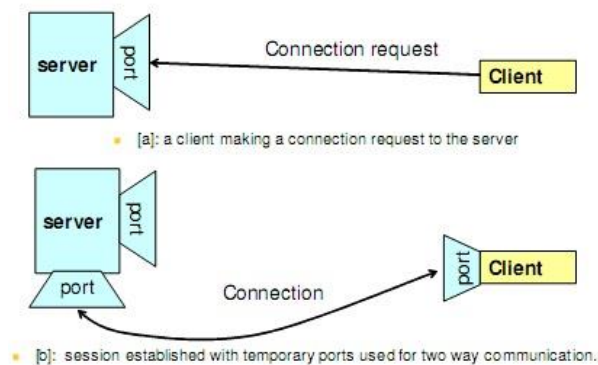 server
port
Connection request
Client
[a]: a client making a connection request to the server
server
port
port
Connection
port
Client
[b]: session established with temporary ports used for two way communication.